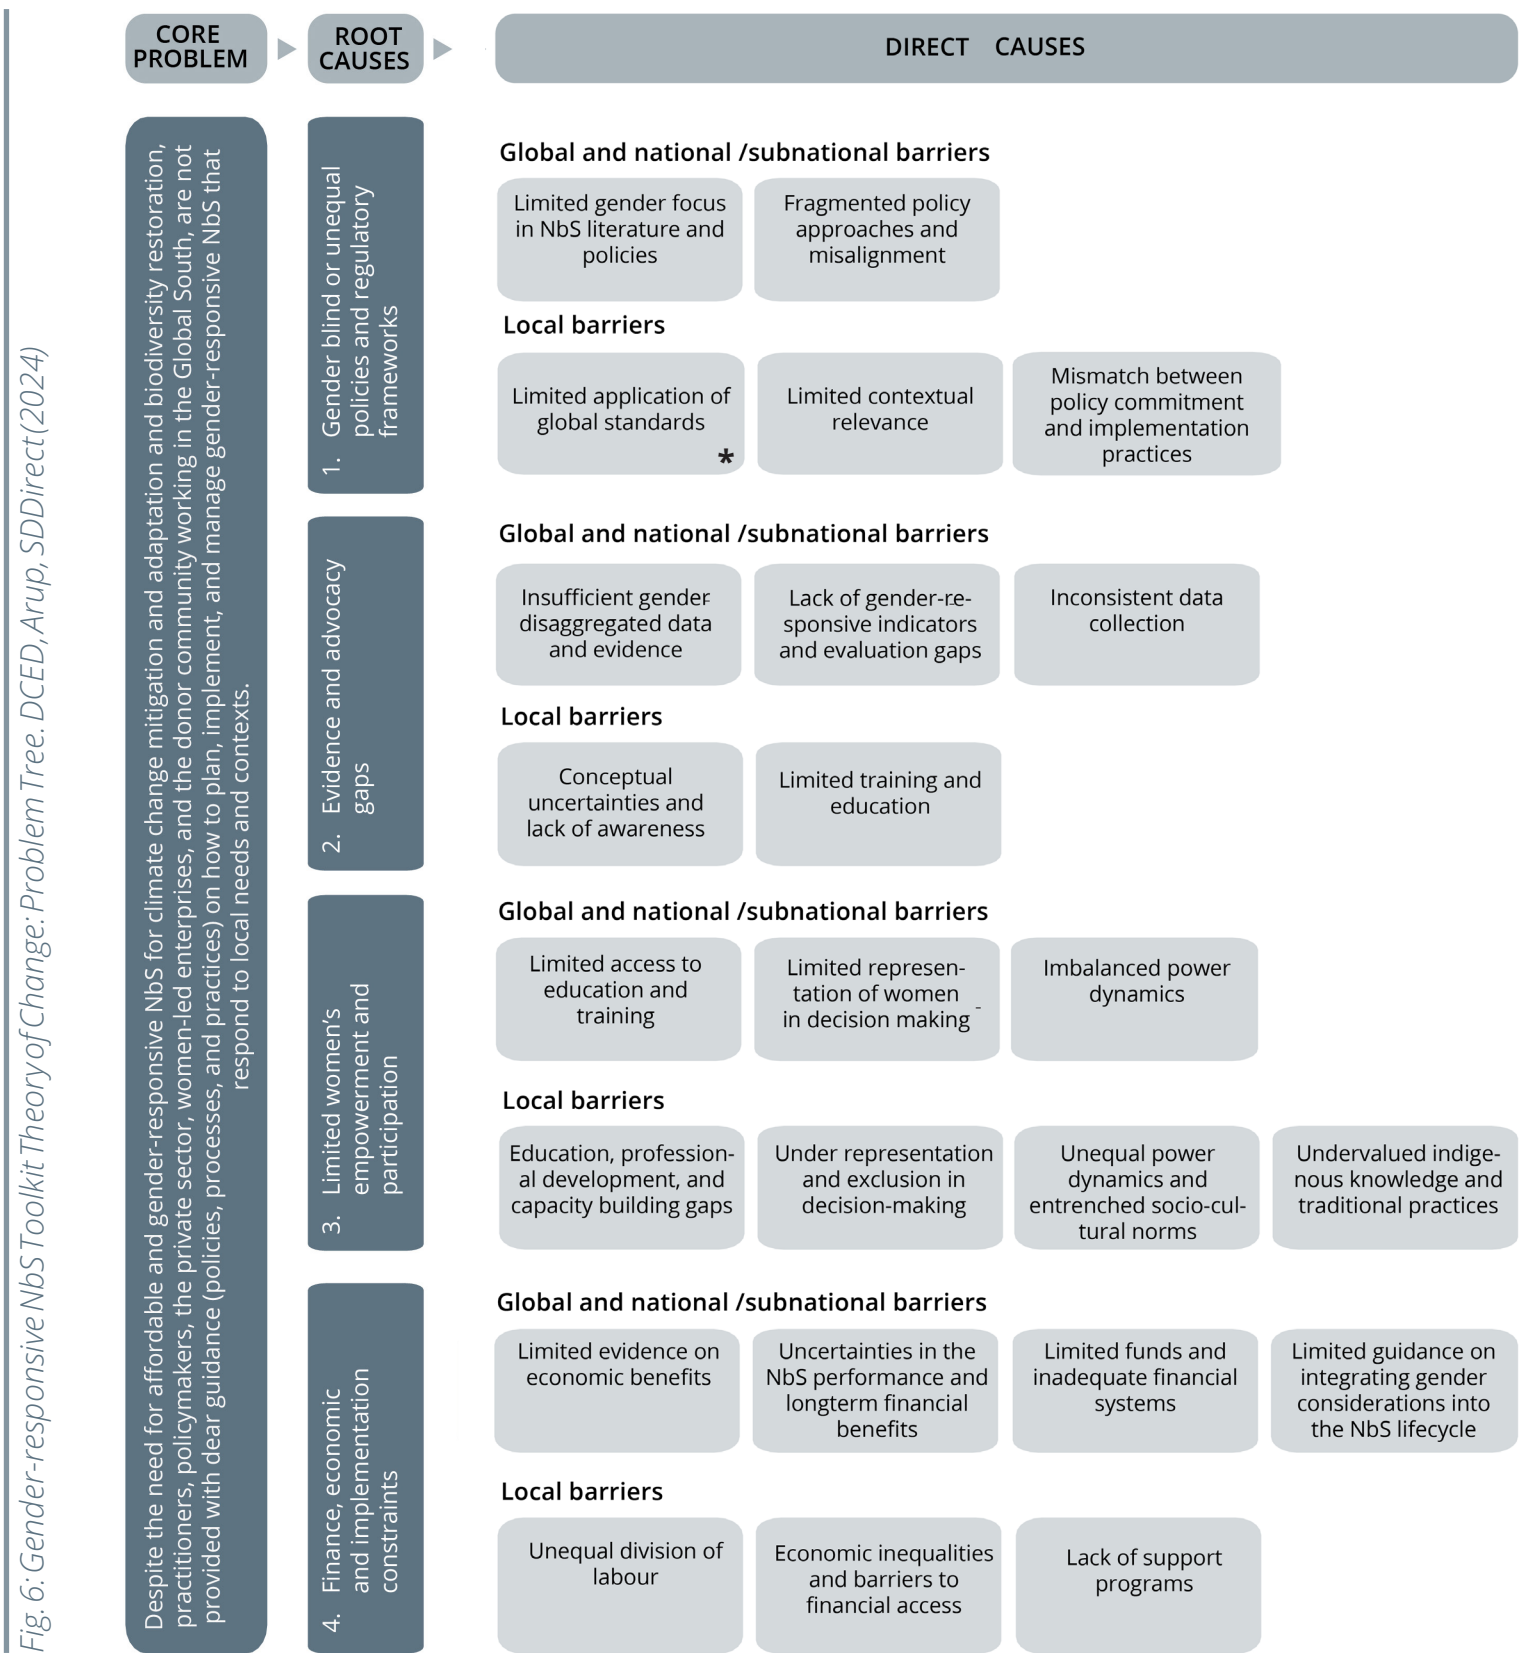 Fig. 6: Gender-responsive NbS Toolkit Theory of Change: Problem Tree. DCED, Arup, SDDirect (2024)
CORE
PROBLEM
ROOT
CAUSES
DIRECT CAUSES
Despite the need for affordable and gender-responsive NbS for climate change mitigation and adaptation and biodiversity restoration,
practitioners, policymakers, the private sector, women-led enterprises, and the donor community working in the Global South, are not
provided with dear guidance (policies, processes, and practices) on how to plan, implement, and manage gender-responsive NbS that
respond to local needs and contexts.
1. Gender blind or unequal
policies and regulatory
frameworks
Global and national /subnational barriers
Limited gender focus
in NbS literature and
policies
Fragmented policy
approaches and
misalignment
Local barriers
Limited application of
global standards
*
Limited contextual
relevance
Mismatch between
policy commitment
and implementation
practices
2. Evidence and advocacy
gaps
Global and national /subnational barriers
Insufficient gender
disaggregated data
and evidence
Lack of gender-re-
sponsive indicators
and evaluation gaps
Inconsistent data
collection
Local barriers
Conceptual
uncertainties and
lack of awareness
Limited training and
education
3. Limited women's
empowerment and
participation
Global and national /subnational barriers
Limited access to
education and
training
Limited represen-
tation of women
in decision making -
Imbalanced power
dynamics
Local barriers
Education, profession-
al development, and
capacity building gaps
Under representation
and exclusion in
decision-making
Unequal power
dynamics and
entrenched socio-cul-
tural norms
Undervalued indige-
nous knowledge and
traditional practices
4. Finance, economic
and implementation
constraints
Global and national /subnational barriers
Limited evidence on
economic benefits
Uncertainties in the
NbS performance and
longterm financial
benefits
Limited funds and
inadequate financial
systems
Limited guidance on
integrating gender
considerations into
the NbS lifecycle
Local barriers
Unequal division of
labour
Economic inequalities
and barriers to
financial access
Lack of support
programs